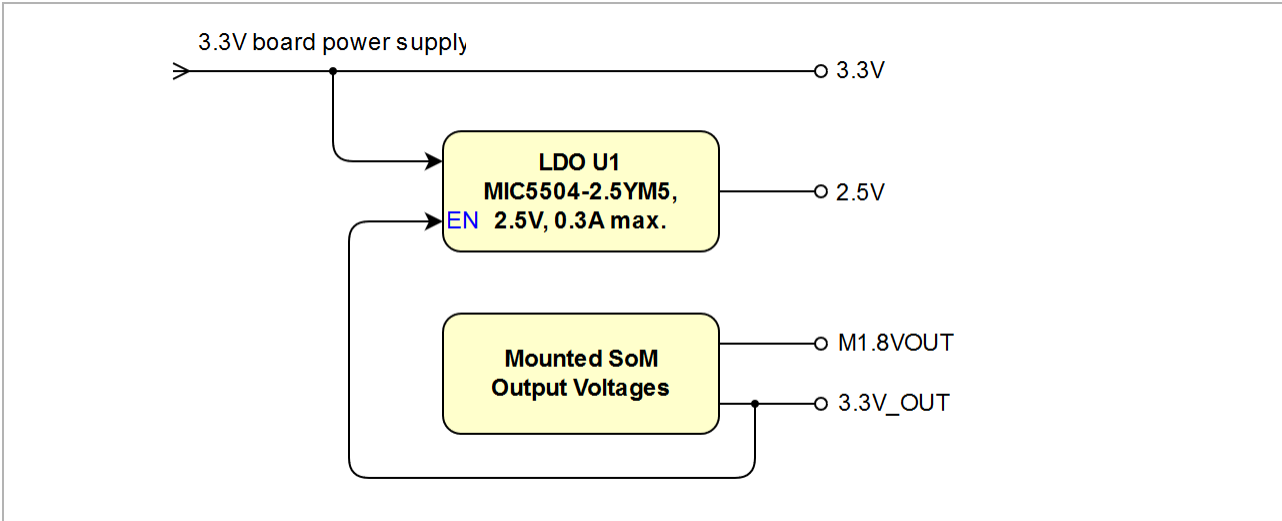 3.3V board power supply
3.3V
LDO U1
MIC5504-2.5YM5,
EN 2.5V, 0.3A max.
2.5V
Mounted SoM
Output Voltages
M1.8VOUT
3.3V_OUT